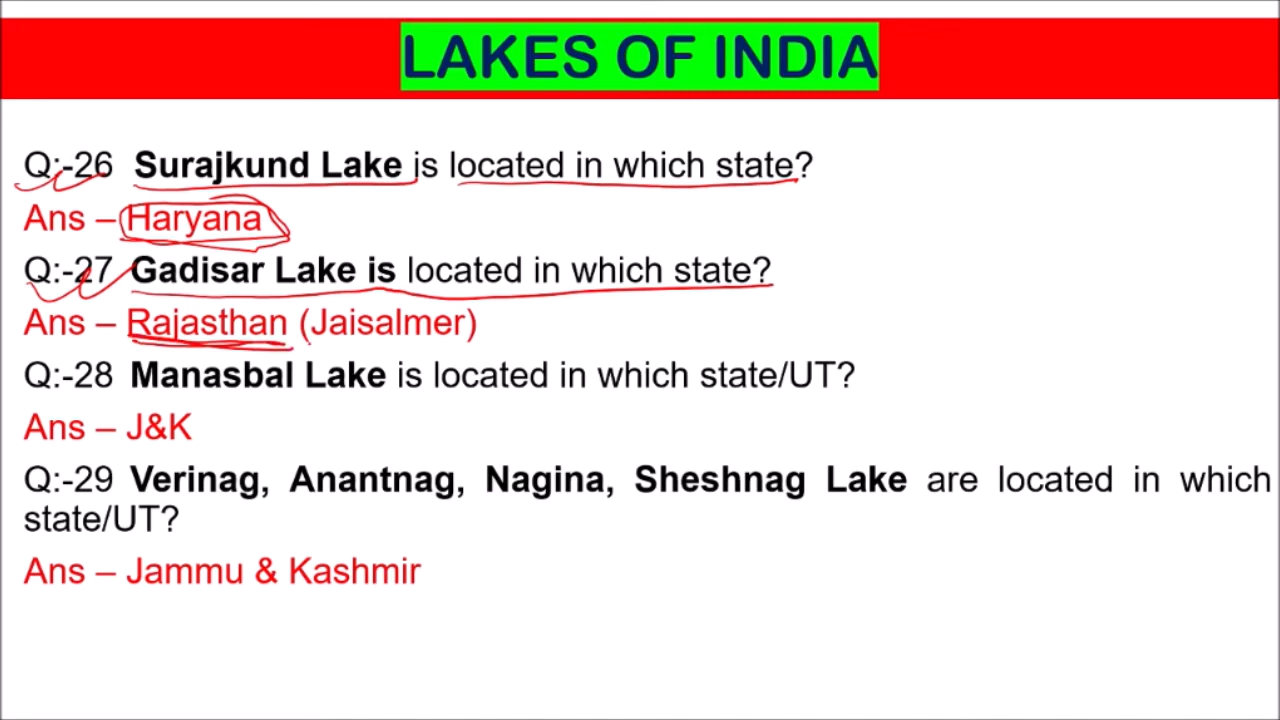 LAKES OF INDIA
Q:-26 Surajkund Lake is located in which state?
Ans – Haryana
Q:-27 Gadisar Lake is located in which state?
Ans – Rajasthan (Jaisalmer)
Q:-28 Manasbal Lake is located in which state/UT?
Ans – J&K
Q:-29 Verinag, Anantnag, Nagina, Sheshnag Lake are located in which
state/UT?
Ans – Jammu & Kashmir